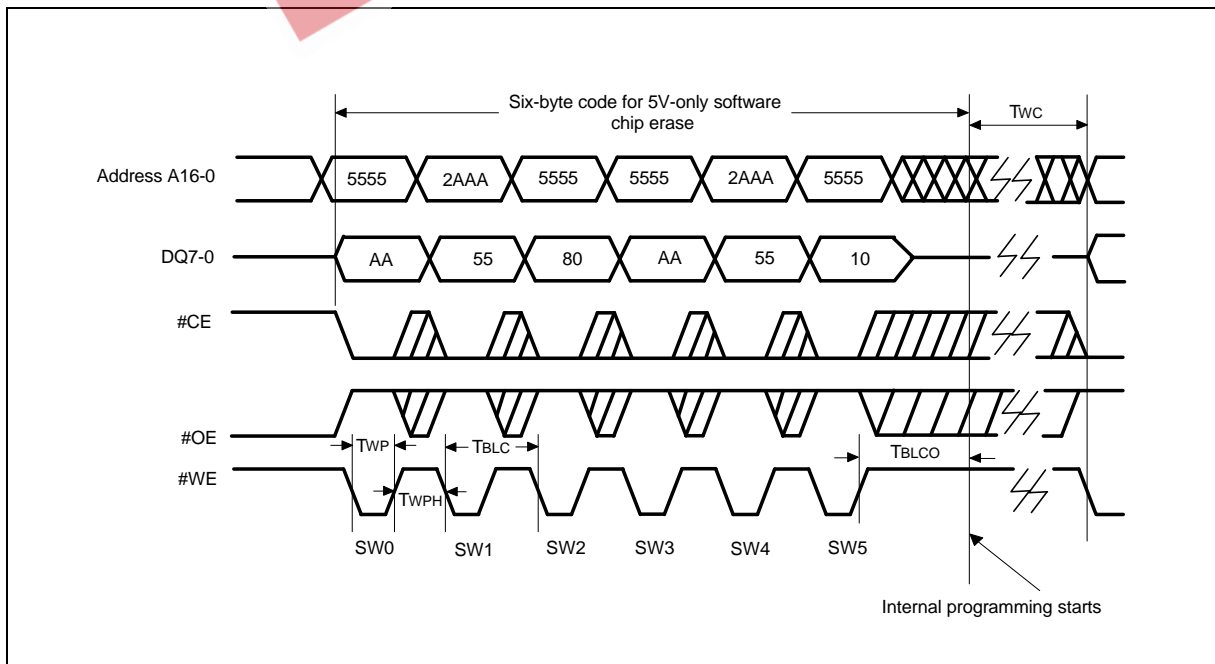 Six-byte code for 5V-only software
chip erase
TWC
Address A16-0
5555
2AAA
5555
5555
2AAA
5555
DQ7-0
AA
55
80
AA
55
10
#CE
#OE
TWP
TBLC
TBLCO
#WE
TWPH
SW0
SW1
SW2
SW3
SW4
SW5
Internal programming starts